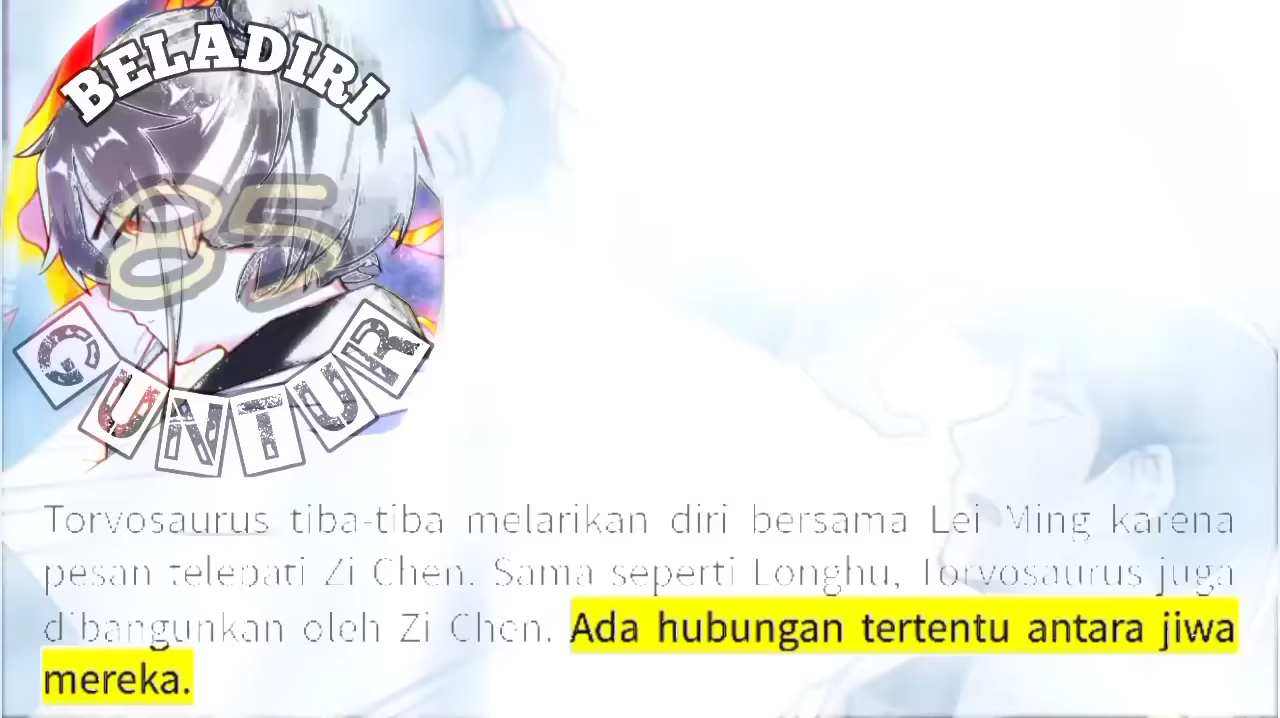 BELADIRI
85
GUNTUR
Torvosaurus tiba-tiba melarikan diri bersama Lei Ming karena
pesan telepati Zi Chen. Sama seperti Longhu, Torvosaurus juga
dibangunkan oleh Zi Chen. Ada hubungan tertentu antara jiwa
mereka.